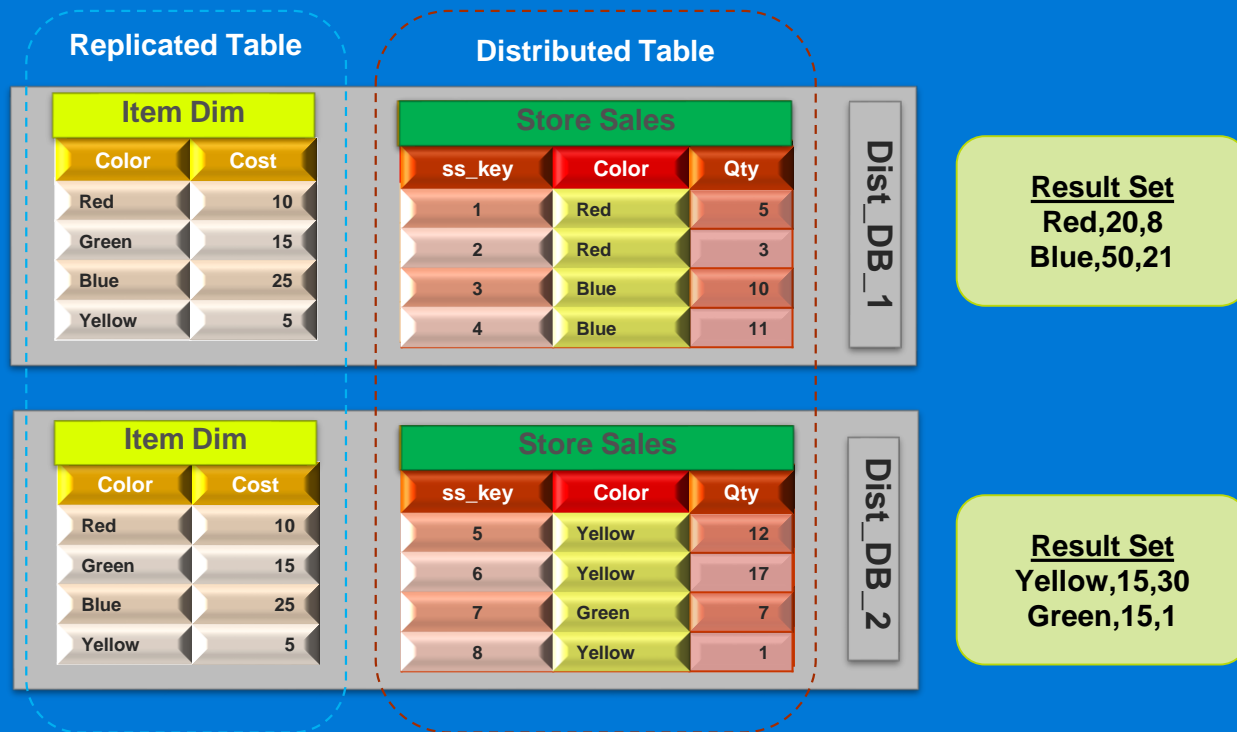 Replicated Table
Distributed Table
Item Dim
Color Cost
Red 10
Green 15
Blue 25
Yellow 5
Store Sales
ss_key Color Qty
1 Red 5
2 Red 3
3 Blue 10
4 Blue 11
Dist_DB_1
Result Set
Red,20,8
Blue,50,21
Item Dim
Color Cost
Red 10
Green 15
Blue 25
Yellow 5
Store Sales
ss_key Color Qty
5 Yellow 12
6 Yellow 17
7 Green 7
8 Yellow 1
Dist_DB_2
Result Set
Yellow,15,30
Green,15,1